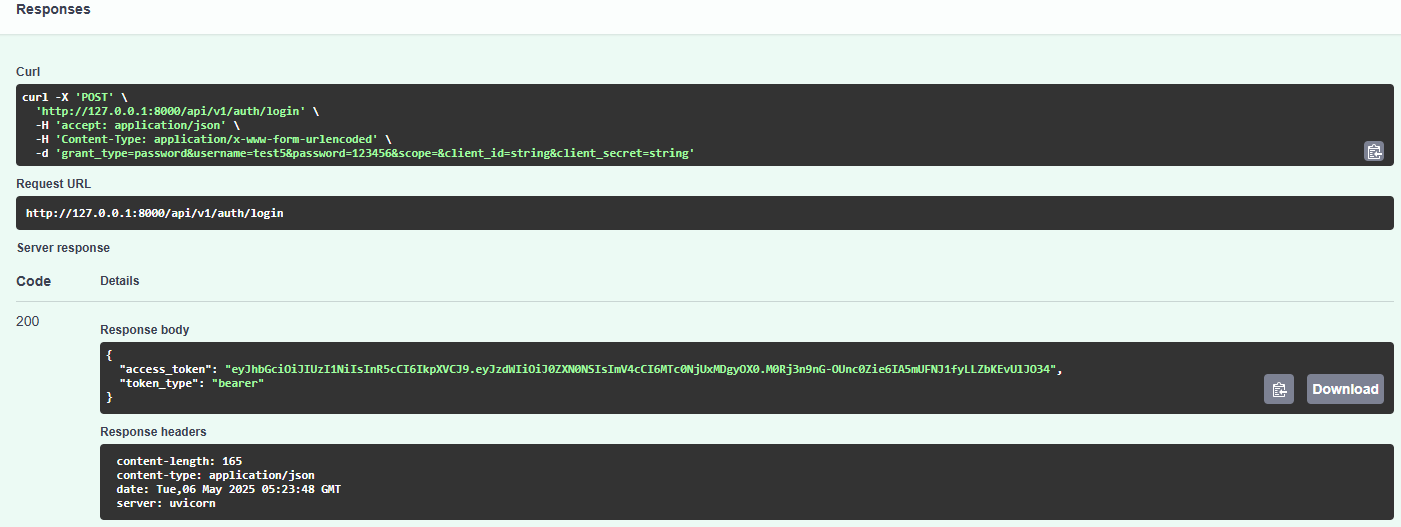 Responses
Curl
curl -X 'POST' \
'http://127.0.0.1:8000/api/v1/auth/login' \
-H 'accept: application/json' \
-H 'Content-Type: application/x-www-form-urlencoded' \
-d 'grant_type=password&username=test5&password=123456&scope=&client_id=string&client_secret=string'
Request URL
http://127.0.0.1:8000/api/v1/auth/login
Server response
Code Details
200
Response body
{
"access_token": "eyJhbGciOiJIUzI1NiIsInR5cCI6IkpXVCJ9.eyJzdWIiOiJ0ZXN0NSIsImV4cCI6MTc0NjUxMDgyOX0.M0Rj3n9nG-OUnc0Zie6IA5mUFNJ1fyLLZbKEvUlJO34",
"token_type": "bearer"
}
Download
Response headers
content-length: 165
content-type: application/json
date: Tue,06 May 2025 05:23:48 GMT
server: uvicorn